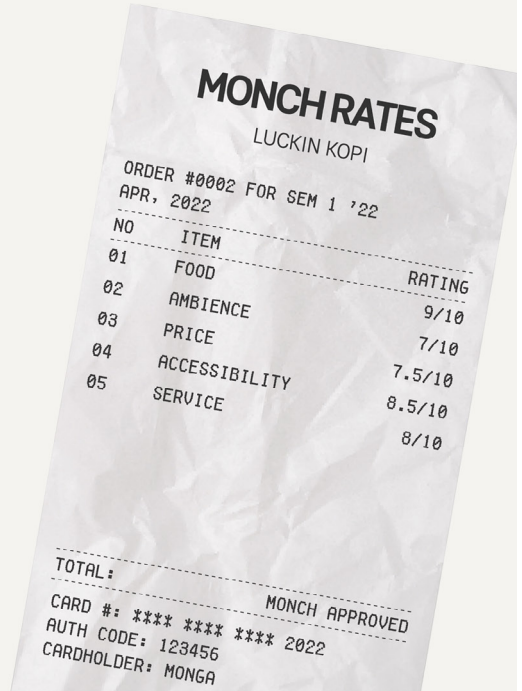 MONCH RATES
LUCKIN KOPI
ORDER #0002 FOR SEM 1 ’22
APR, 2022
NO ITEM RATING
01 FOOD 9/10
02 AMBIENCE 7/10
03 PRICE 7.5/10
04 ACCESSIBILITY 8.5/10
05 SERVICE 8/10
TOTAL: MONCH APPROVED
CARD #: **** **** **** 2022
AUTH CODE: 123456
CARDHOLDER: MONGA